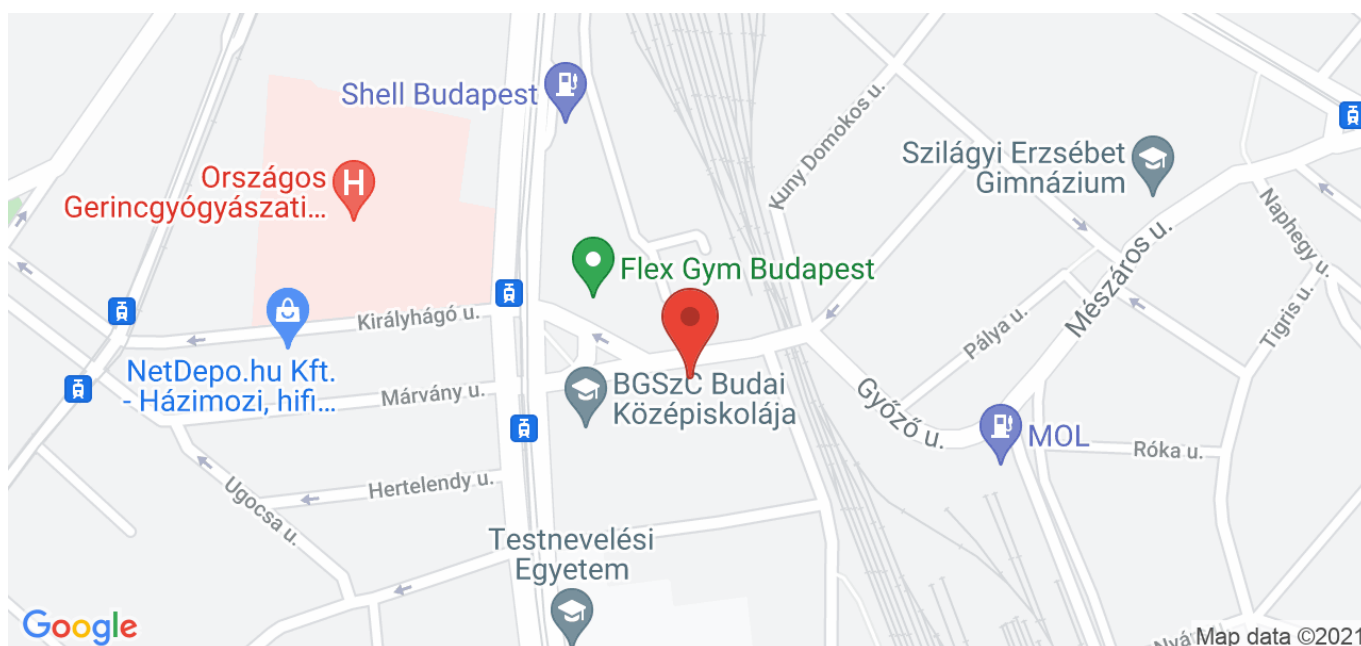 Shell Budapest
Kuny Domokos u.
Szilágyi Erzsébet
Gimnázium
Országos
Gerincgyógyászati...
Naphegy u.
Mészáros u.
Flex Gym Budapest
Tigris u.
Királyhágó u.
Pálya u.
NetDepo.hu Kft.
- Házimozi, hifi...
Márvány u.
BGSzC Budai
Középiskolája
Győző u.
MOL
Róka u.
Hertelendy u.
Ugocsa u.
Testnevelési
Egyetem
Google
Map data ©2021